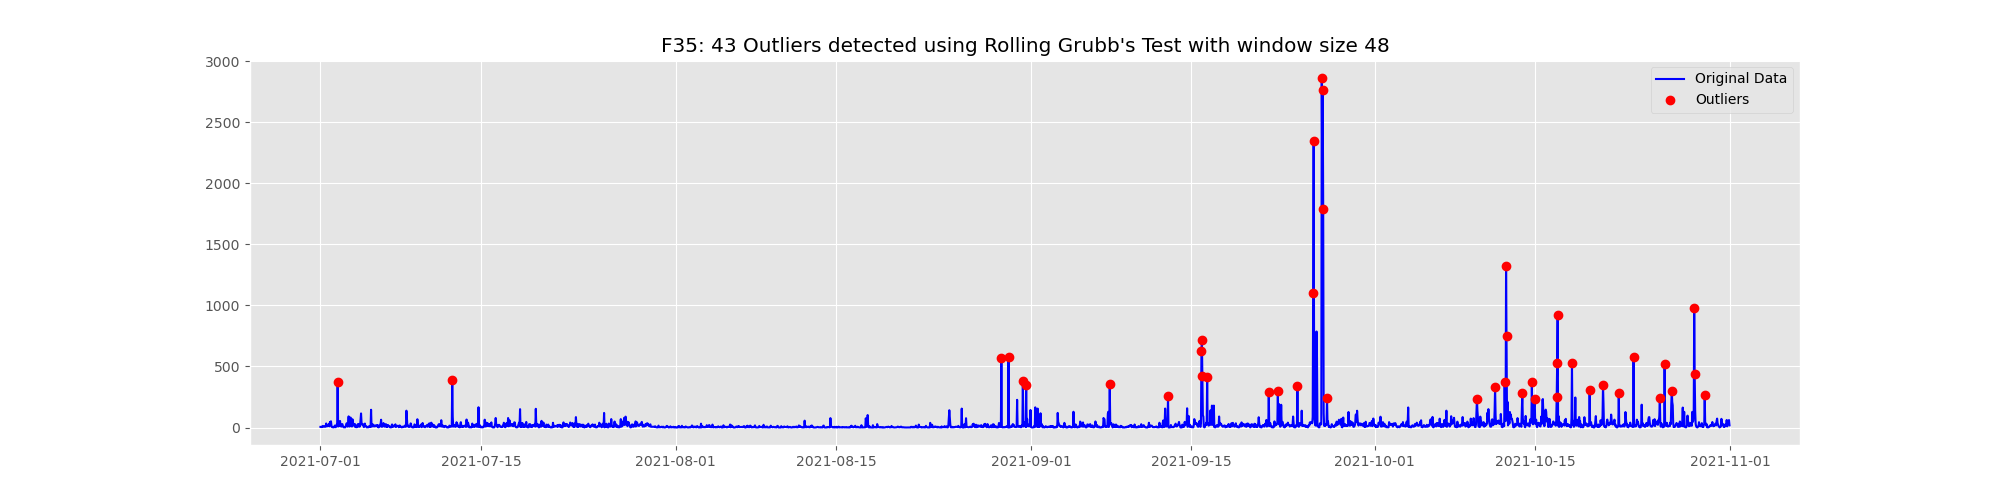 F35: 43 Outliers detected using Rolling Grubb's Test with window size 48
3000
2500
2000
1500
1000
500
0
Original Data
Outliers
2021-07-01 2021-07-15 2021-08-01 2021-08-15 2021-09-01 2021-09-15 2021-10-01 2021-10-15 2021-11-01